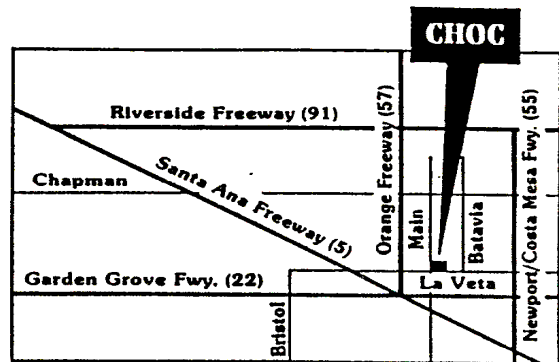 CHOC
Riverside Freeway (91)
Orange Freeway (57)
Newport/Costa Mesa Fwy. (55)
Santa Ana Freeway (5)
Chapman
Main
Batavia
Garden Grove Fwy. (22)
La Veta
Bristol